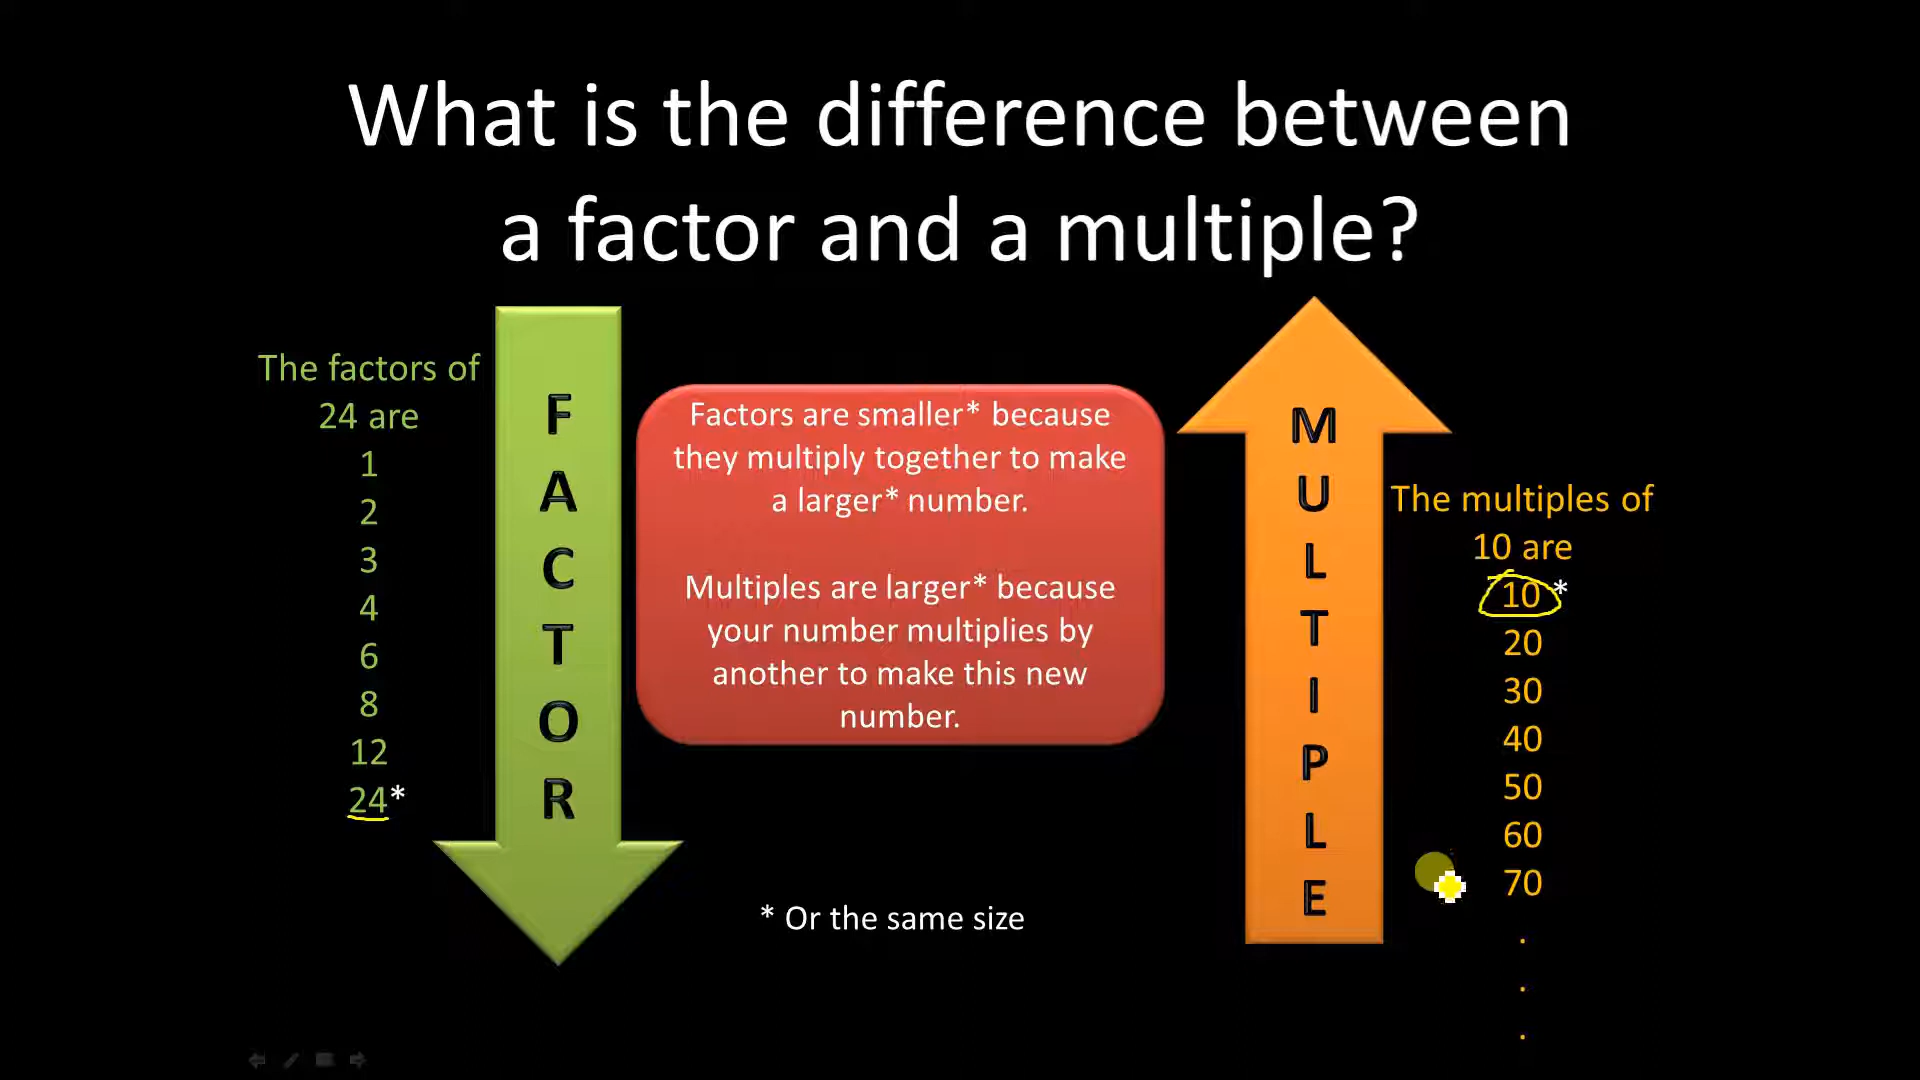 What is the difference between
a factor and a multiple?
The factors of
24 are
1
2
3
4
6
8
12
24*
FACTOR
Factors are smaller* because
they multiply together to make
a larger* number.
Multiples are larger* because
your number multiplies by
another to make this new
number.
* Or the same size
MULTIPLE
The multiples of
10 are
10 *
20
30
40
50
60
70
.
.
.